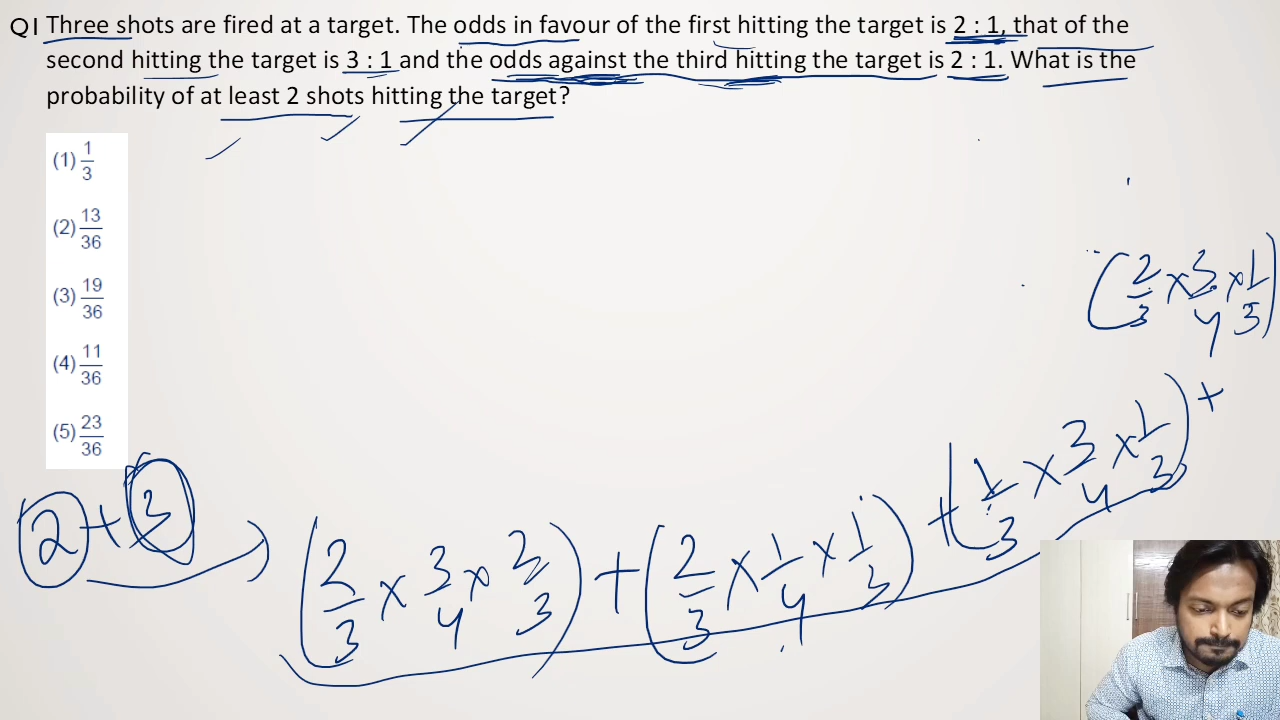 Q1 Three shots are fired at a target. The odds in favour of the first hitting the target is 2 : 1, that of the
second hitting the target is 3 : 1 and the odds against the third hitting the target is 2 : 1. What is the
probability of at least 2 shots hitting the target?
(1) 1/3
(2) 13/36
(3) 19/36
(4) 11/36
(5) 23/36
(2/3 x 3/4 x 1/3)
2 + 3 → (2/3 x 3/4 x 2/3) + (2/3 x 1/4 x 1/3) + (1/3 x 3/4 x 1/3) +